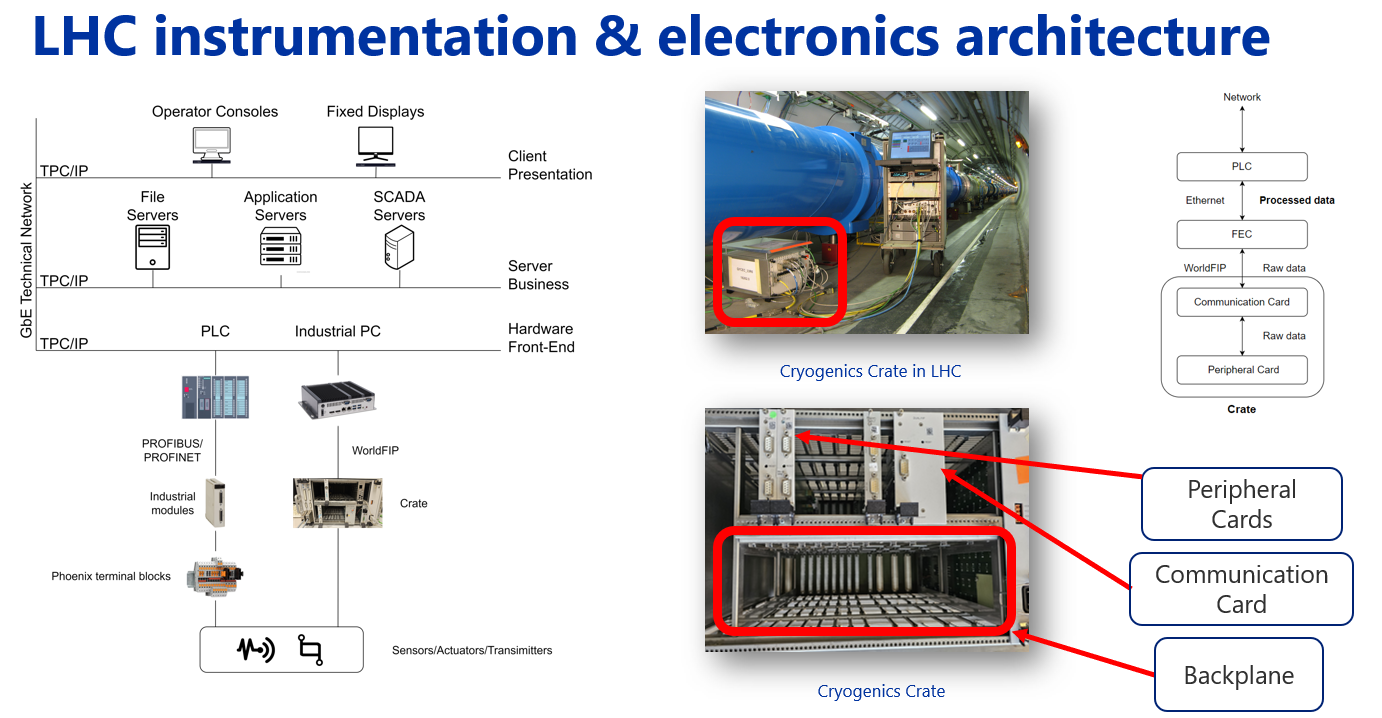 LHC instrumentation & electronics architecture
GbE Technical Network
Operator Consoles
Fixed Displays
TPC/IP
Client
Presentation
File
Servers
Application
Servers
SCADA
Servers
TPC/IP
Server
Business
PLC
Industrial PC
Hardware
Front-End
TPC/IP
PROFIBUS/
PROFINET
WorldFIP
Industrial
modules
Crate
Phoenix terminal blocks
Sensors/Actuators/Transimitters
Cryogenics Crate in LHC
Cryogenics Crate
Network
PLC
Ethernet
Processed data
FEC
WorldFIP
Raw data
Communication Card
Raw data
Peripheral Card
Crate
Peripheral
Cards
Communication
Card
Backplane